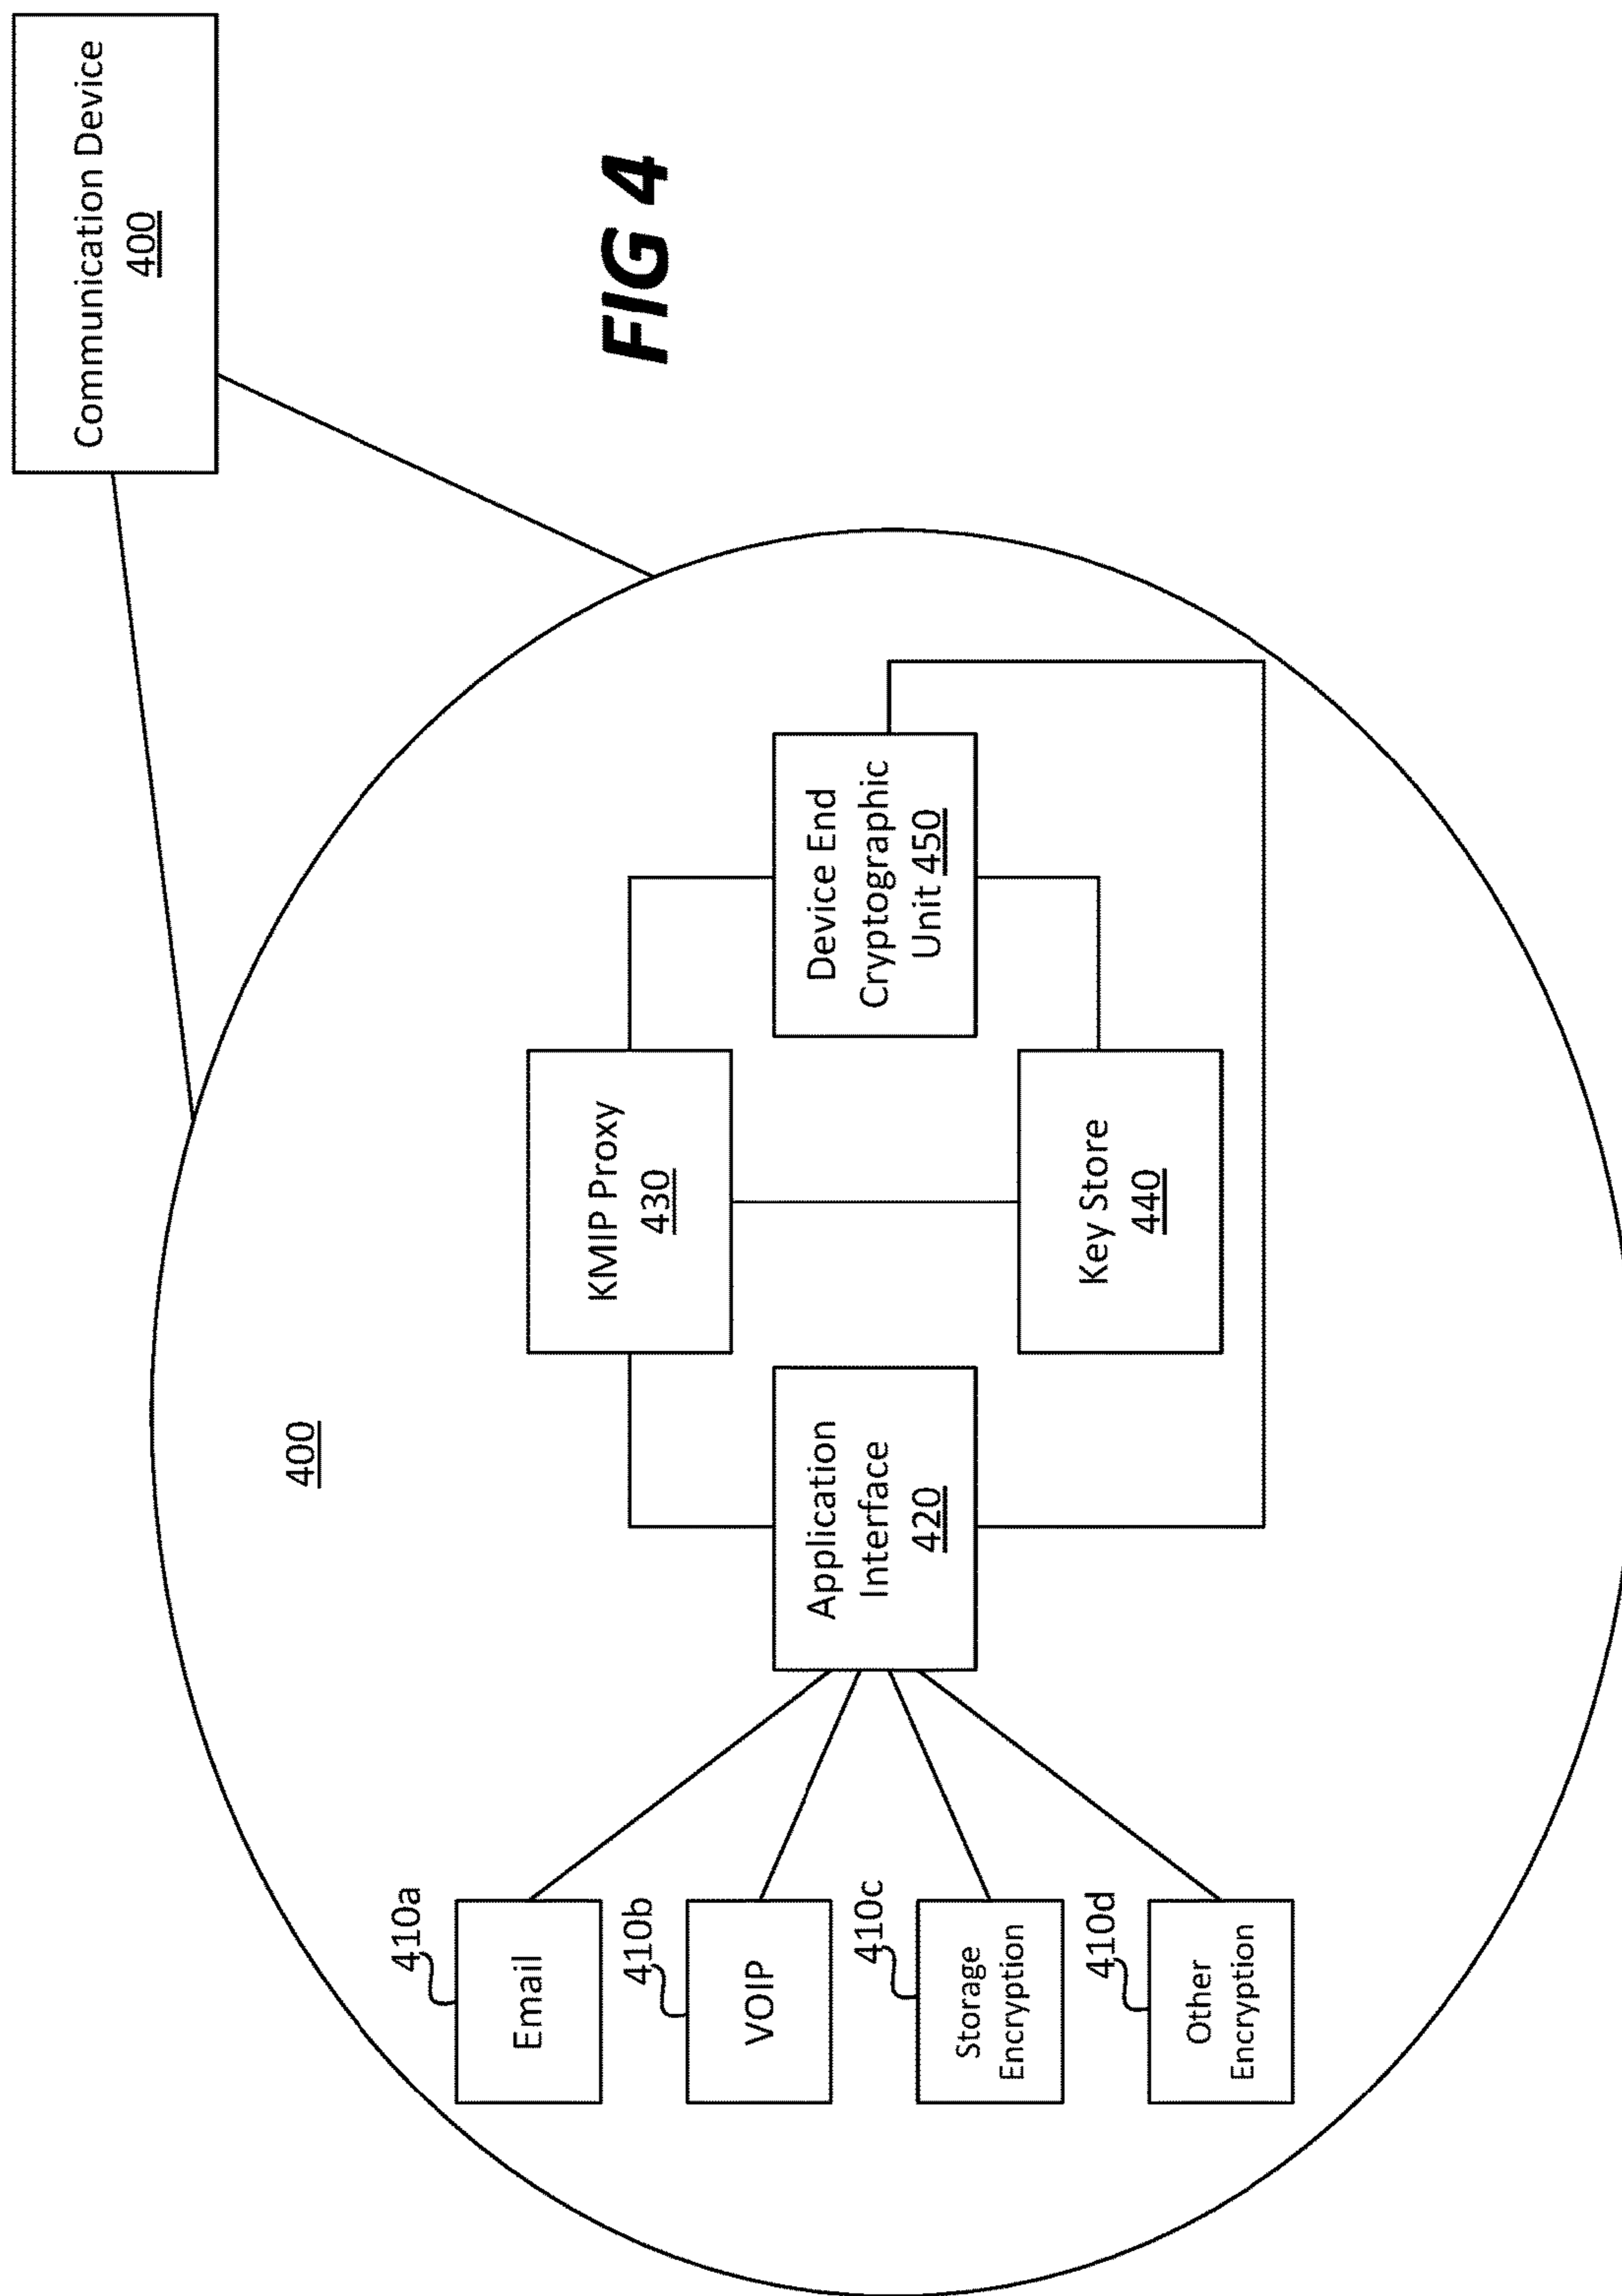 Communication Device
400
400
KMIP Proxy
430
410a
Email
410b
VOIP
410c
Storage
Encryption
410d
Other
Encryption
Application
Interface
420
Device End
Cryptographic
Unit 450
Key Store
440
FIG 4